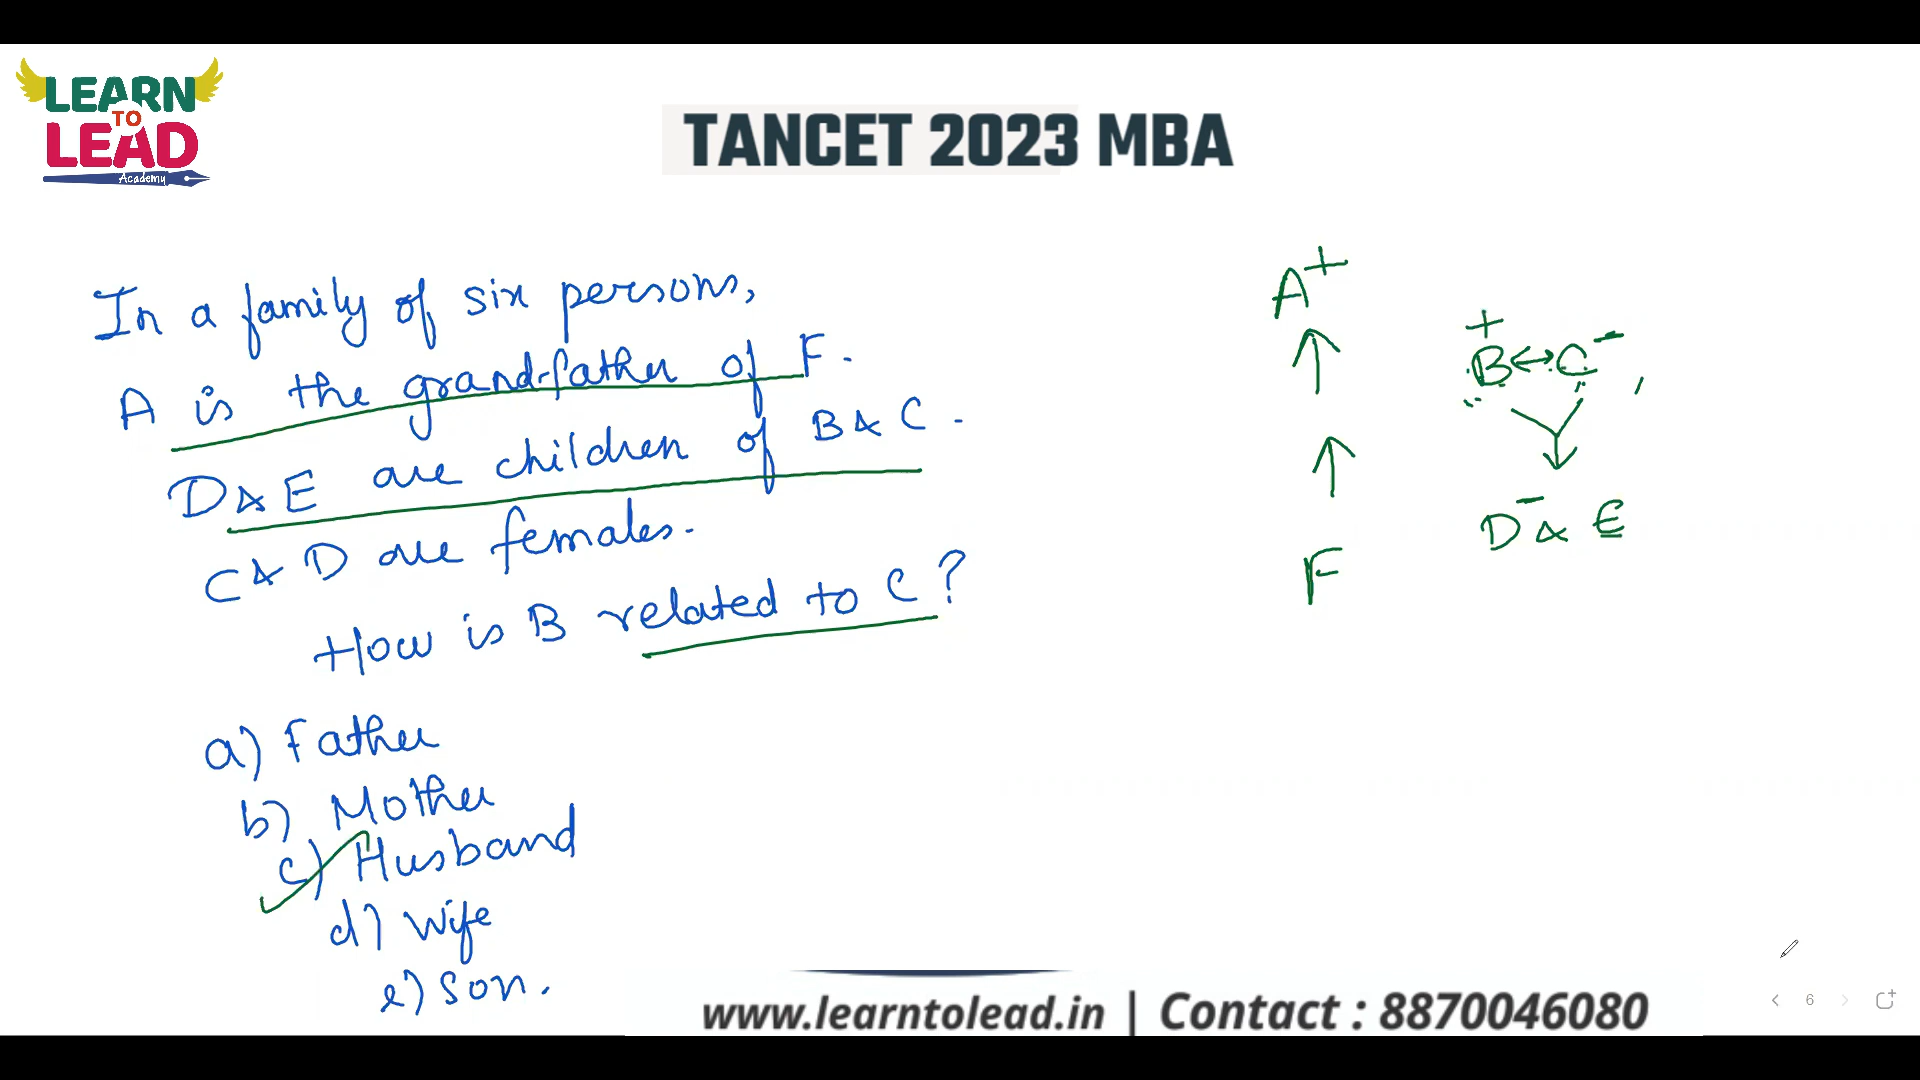 LEARN
TO
LEAD
Academy
TANCET 2023 MBA
In a family of six persons,
A is the grand-father of F.
D & E are children of B & C.
C & D are females.
How is B related to C?
a) Father
b) Mother
c) Husband
d) Wife
e) Son.
A+
+
B↔C-
D- & E
F
www.learntolead.in | Contact : 8870046080
6